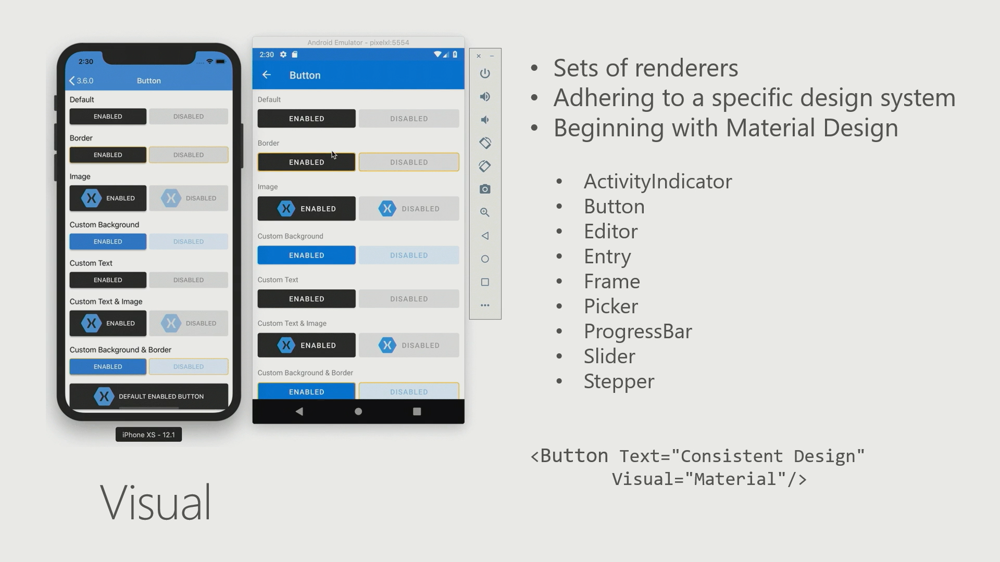 2:30
3.6.0 Button
Default
ENABLED DISABLED
Border
ENABLED DISABLED
Image
ENABLED DISABLED
Custom Background
ENABLED DISABLED
Custom Text
ENABLED DISABLED
Custom Text & Image
ENABLED DISABLED
Custom Background & Border
ENABLED DISABLED
DEFAULT ENABLED BUTTON
iPhone XS - 12.1
Android Emulator - pixelxl:5554
2:30
Button
Default
ENABLED DISABLED
Border
ENABLED DISABLED
Image
ENABLED DISABLED
Custom Background
ENABLED DISABLED
Custom Text
ENABLED DISABLED
Custom Text & Image
ENABLED DISABLED
Custom Background & Border
ENABLED DISABLED
• Sets of renderers
• Adhering to a specific design system
• Beginning with Material Design
• ActivityIndicator
• Button
• Editor
• Entry
• Frame
• Picker
• ProgressBar
• Slider
• Stepper
<Button Text="Consistent Design"
Visual="Material"/>
Visual